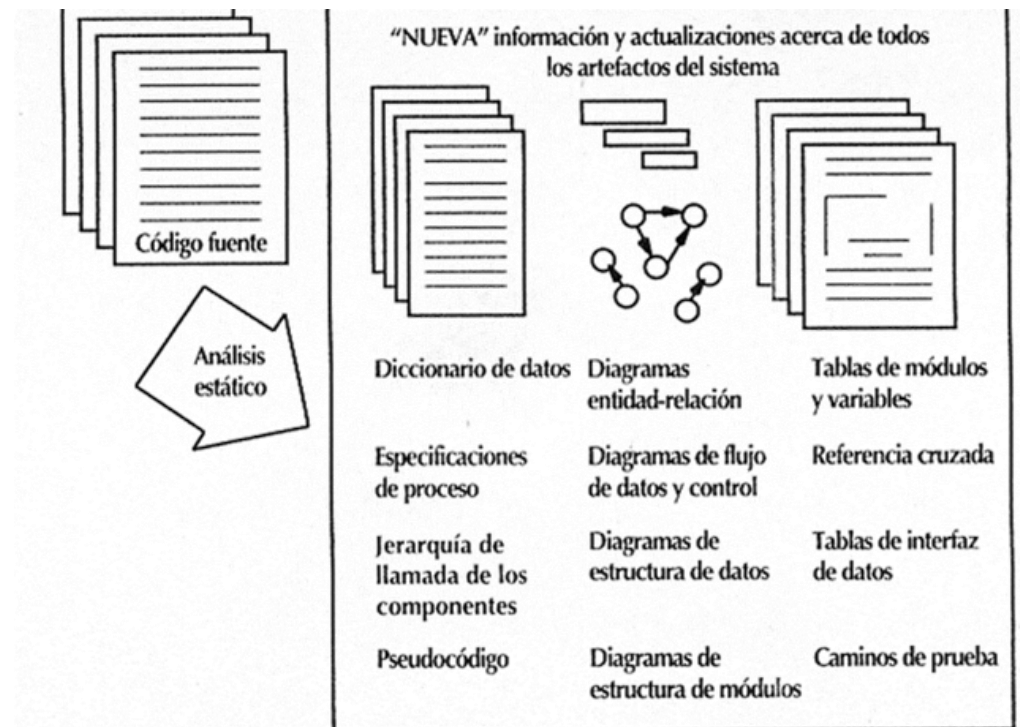 "NUEVA" información y actualizaciones acerca de todos
los artefactos del sistema
Código fuente
Análisis
estático
Diccionario de datos
Diagramas
entidad-relación
Tablas de módulos
y variables
Especificaciones
de proceso
Diagramas de flujo
de datos y control
Referencia cruzada
Jerarquía de
llamada de los
componentes
Diagramas de
estructura de datos
Tablas de interfaz
de datos
Pseudocódigo
Diagramas de
estructura de módulos
Caminos de prueba